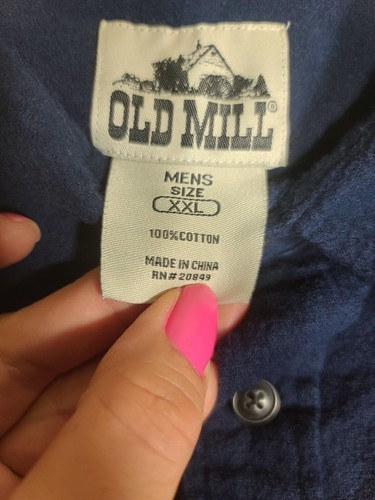 OLD MILL®
MENS
SIZE
XXL
100% COTTON
MADE IN CHINA
RN# 20849